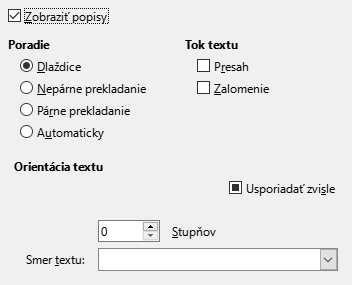 Zobraziť popisy
Poradie
Tok textu
Dlaždice
Presah
Nepárne prekladanie
Zalomenie
Párne prekladanie
Automaticky
Orientácia textu
Usporiadať zvisle
0
Stupňov
Smer textu: